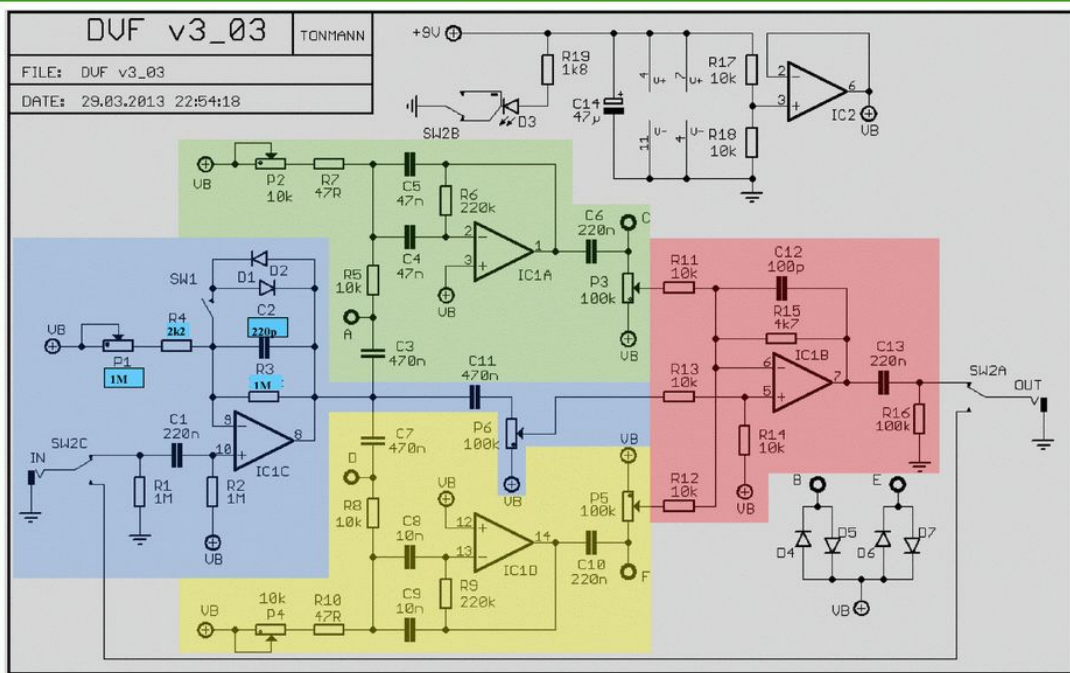 DVF v3_03
TONMANN
FILE: DVF v3_03
DATE: 29.03.2013 22:54:18
+9V
R19
1k8
D3
SW2B
C14
47µ
+
4
V+
7
V+
11
V-
4
V-
R17
10k
R18
10k
2
3
6
IC2
VB
VB
P2
10k
R7
47R
C5
47n
R6
220k
C4
47n
2
3
1
IC1A
VB
R5
10k
A
C3
470n
C6
220n
C
P3
100k
VB
SW1
D1
D2
VB
P1
1M
R4
2k2
C2
220p
R3
1M
9
10
8
IC1C
C1
220n
SW2C
IN
R1
1M
R2
1M
VB
C11
470n
P6
100k
VB
R11
10k
R13
10k
R12
10k
C12
100p
R15
4k7
6
5
7
IC1B
R14
10k
VB
C13
220n
R16
100k
SW2A
OUT
C7
470n
D
R8
10k
C8
10n
C9
10n
VB
12
13
14
IC1D
R9
220k
C10
220n
VB
P5
100k
F
VB
10k
P4
R10
47R
B
E
D4
D5
D6
D7
VB